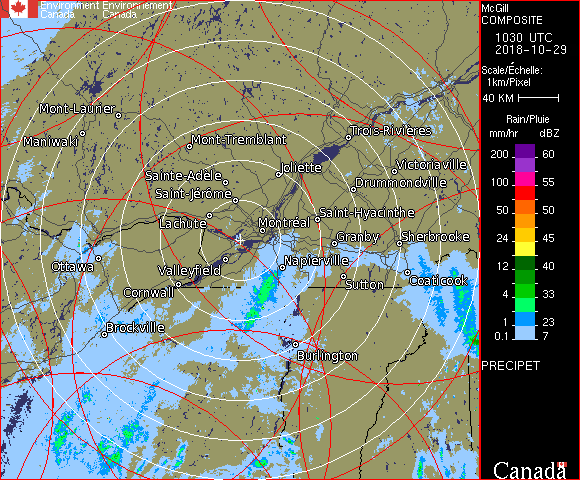 Environment Environnement
Canada Canada
McGill
COMPOSITE
1030 UTC
2018-10-29
Scale/Échelle:
1km/Pixel
40 KM
Rain/Pluie
mm/hr dBZ
200 60
100 55
50 50
24 45
12 40
4 33
1 23
0.1 7
PRECIPET
Canada
Mont-Laurier
Maniwaki
Mont-Tremblant
Trois-Rivières
Sainte-Adèle
Joliette
Victoriaville
Saint-Jérôme
Drummondville
Lachute
Montréal
Saint-Hyacinthe
Granby
Sherbrooke
Ottawa
Valleyfield
Napierville
Cornwall
Sutton
Coaticook
Brockville
Burlington